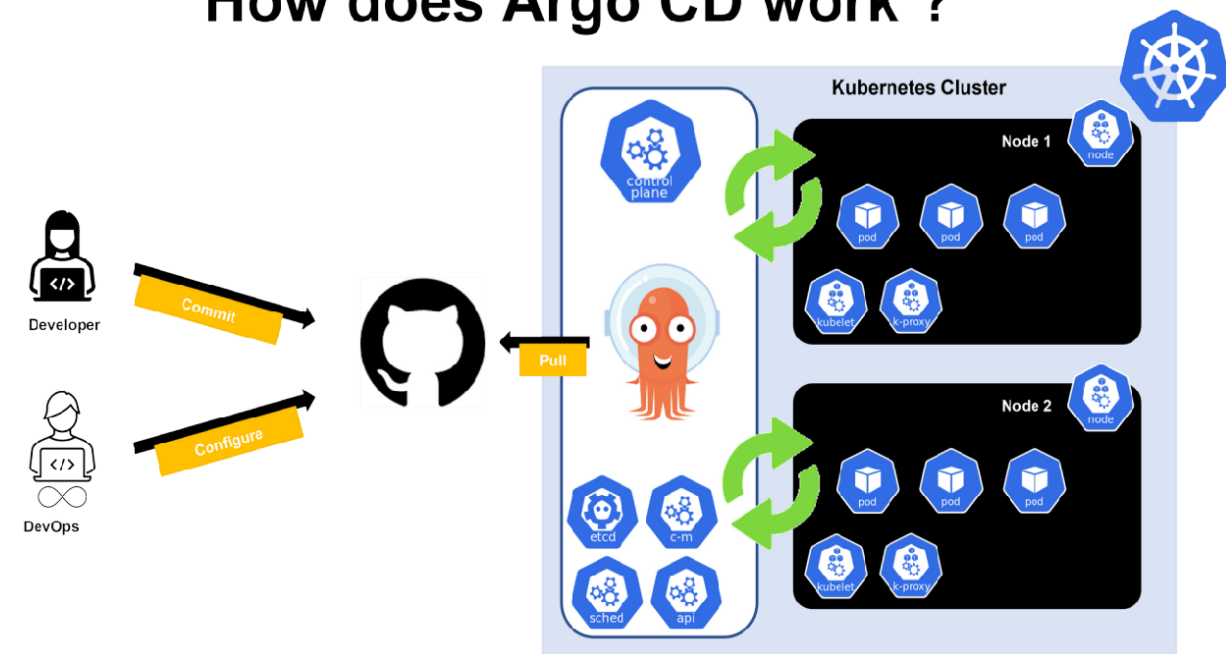 How does Argo CD work ?
Kubernetes Cluster
control
plane
Node 1
node
pod
pod
pod
kubelet
k-proxy
Developer
Commit
Pull
DevOps
Configure
Node 2
node
pod
pod
pod
kubelet
k-proxy
etcd
c-m
sched
api